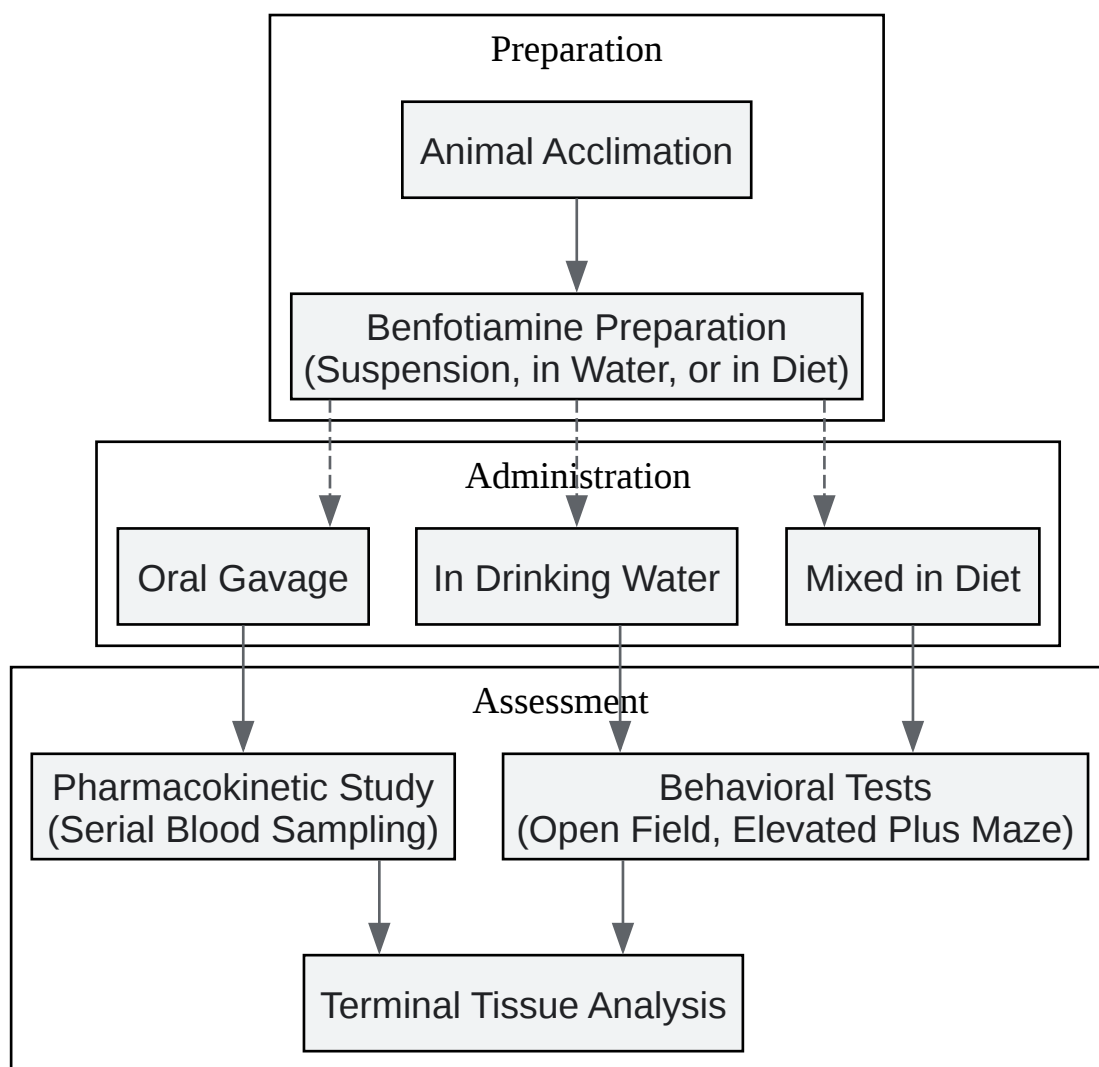 Preparation
Animal Acclimation
Benfotiamine Preparation
(Suspension, in Water, or in Diet)
Administration
Oral Gavage
In Drinking Water
Mixed in Diet
Assessment
Pharmacokinetic Study
(Serial Blood Sampling)
Behavioral Tests
(Open Field, Elevated Plus Maze)
Terminal Tissue Analysis